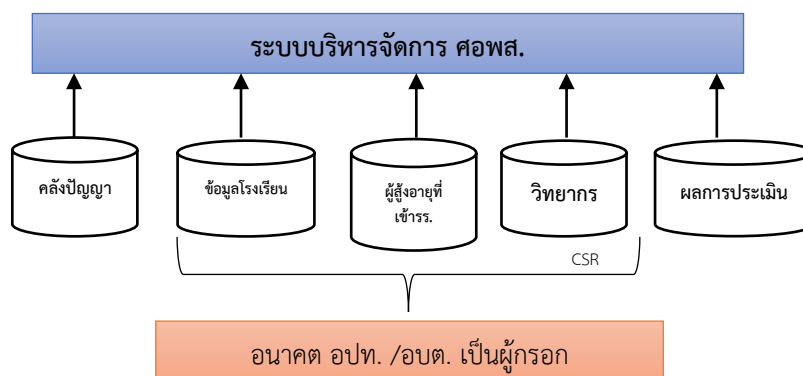 ระบบบริหารจัดการ ศอพส.
คลังปัญญา
ข้อมูลโรงเรียน
ผู้สู้งอายุที่
เข้ารร.
วิทยากร
ผลการประเมิน
CSR
อนาคต อปท. /อบต. เป็นผู้กรอก